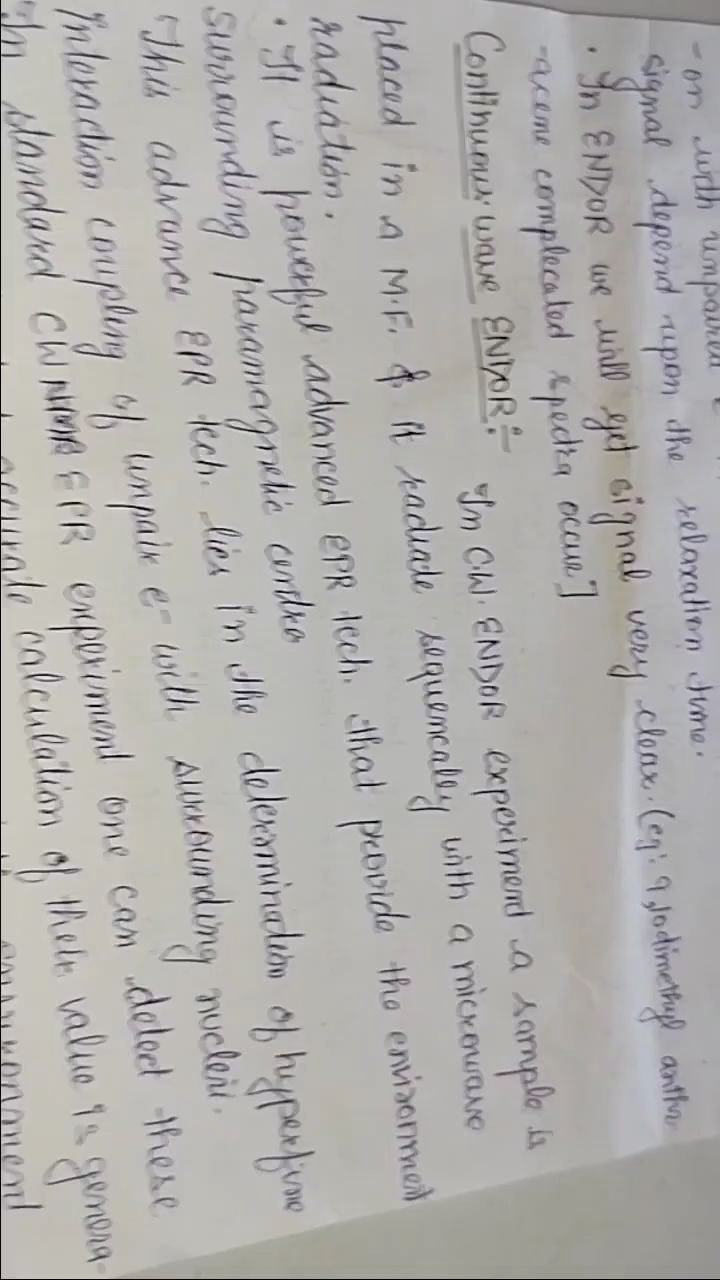 - on with unpaired
signal depend upon the relaxation time.
· In ENDOR we will get signal very clear. (eg: 9,10dimethyl anthr-
-acene complecated spectra occur]
Continuous wave ENDOR:- In CW. ENDOR experiment a sample is
placed in a M.F. & it radiate sequencally with a microwave
radiation.
· It is powerful advanced EPR tech. that provide the environment
surrounding paramagnetic centre
This advance EPR tech. lies in the determination of hyperfine
Interaction coupling of unpair e- with surrounding nucleii.
In standard CW EPR experiment one can detect these
accurate calculation of their value is genera-
environment